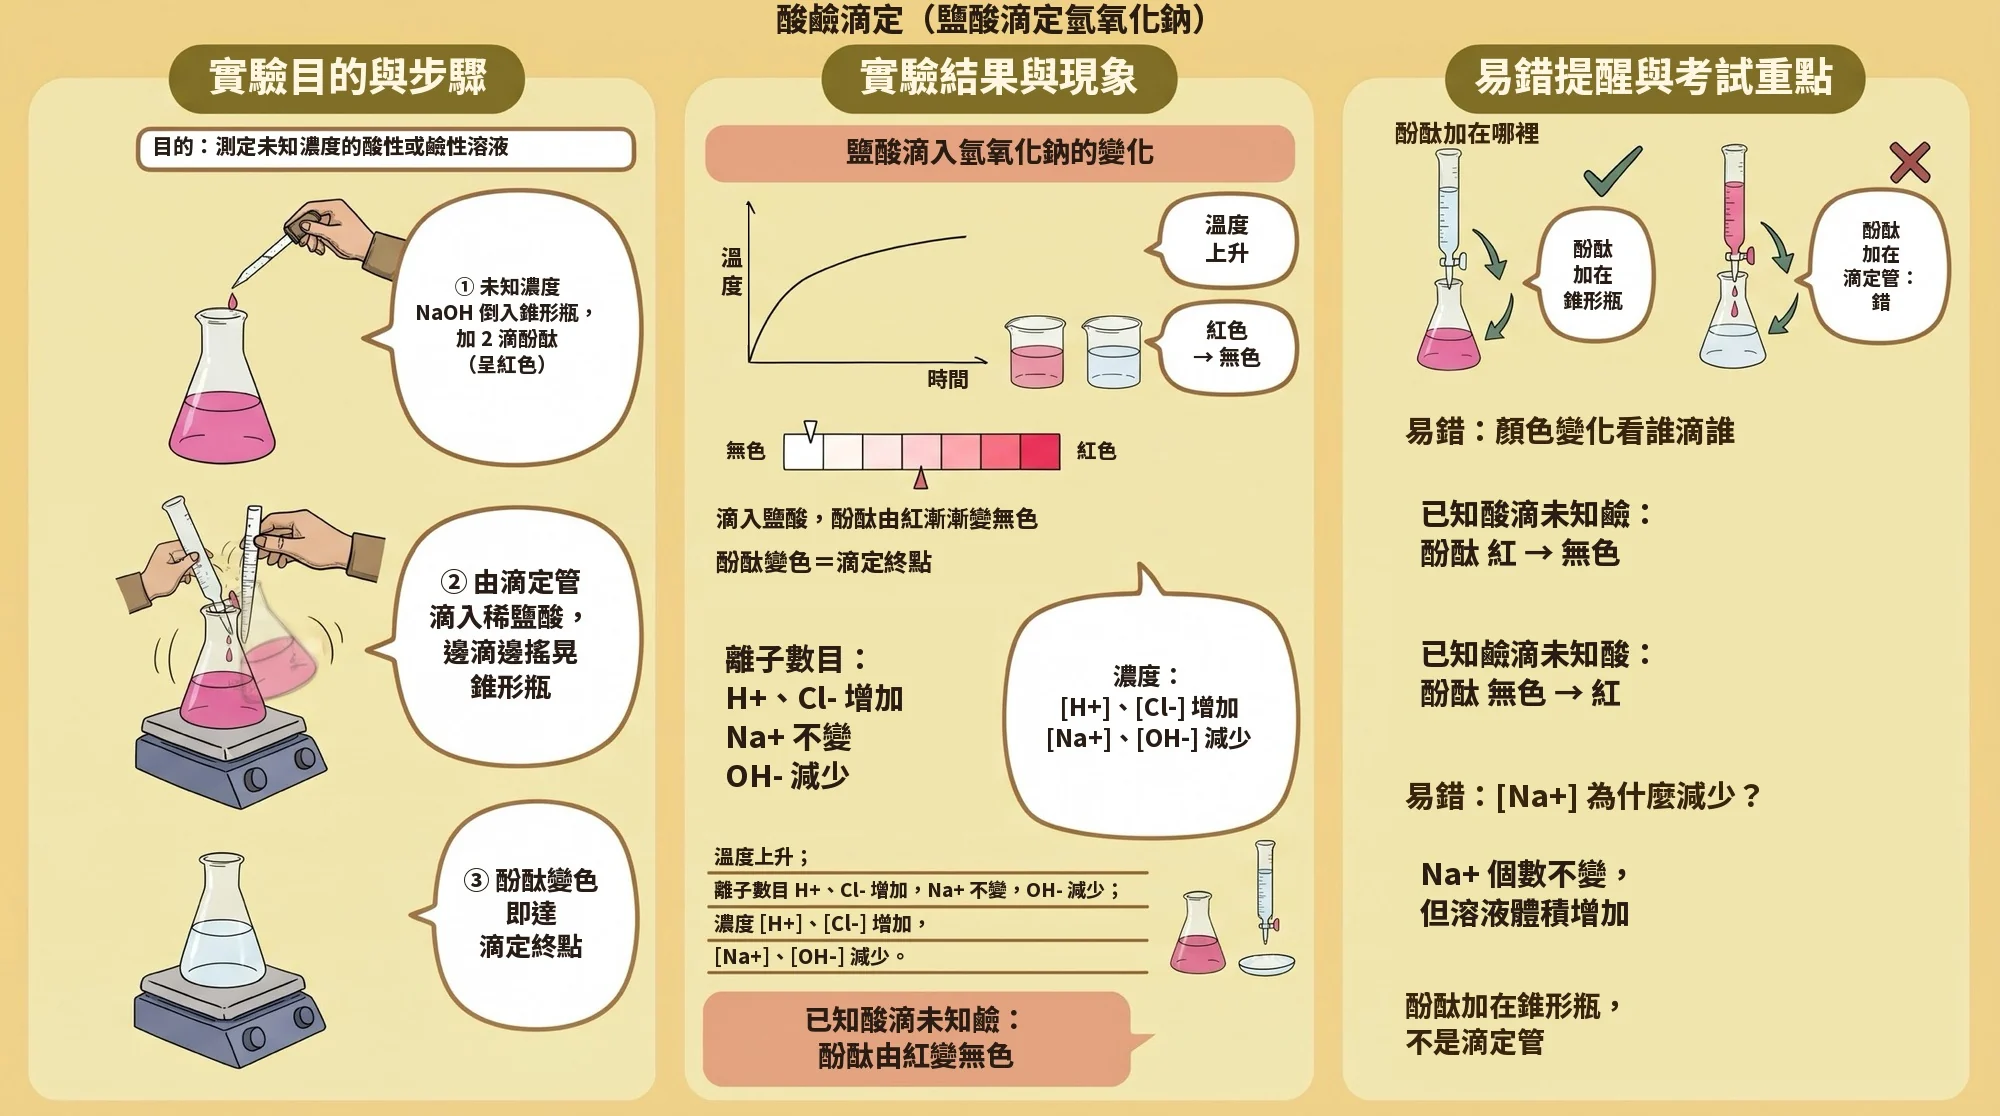 酸鹼滴定（鹽酸滴定氫氧化鈉）
實驗目的與步驟
目的：測定未知濃度的酸性或鹼性溶液
① 未知濃度
NaOH 倒入錐形瓶，
加 2 滴酚酞
（呈紅色）
② 由滴定管
滴入稀鹽酸，
邊滴邊搖晃
錐形瓶
③ 酚酞變色
即達
滴定終點
實驗結果與現象
鹽酸滴入氫氧化鈉的變化
溫度
時間
溫度
上升
紅色
→ 無色
無色
紅色
滴入鹽酸，酚酞由紅漸漸變無色
酚酞變色＝滴定終點
離子數目：
H+、Cl- 增加
Na+ 不變
OH- 減少
濃度：
[H+]、[Cl-] 增加
[Na+]、[OH-] 減少
溫度上升；
離子數目 H+、Cl- 增加，Na+ 不變，OH- 減少；
濃度 [H+]、[Cl-] 增加，
[Na+]、[OH-] 減少。
已知酸滴未知鹼：
酚酞由紅變無色
易錯提醒與考試重點
酚酞加在哪裡
酚酞
加在
錐形瓶
酚酞
加在
滴定管：
錯
易錯：顏色變化看誰滴誰
已知酸滴未知鹼：
酚酞 紅 → 無色
已知鹼滴未知酸：
酚酞 無色 → 紅
易錯：[Na+] 為什麼減少？
Na+ 個數不變，
但溶液體積增加
酚酞加在錐形瓶，
不是滴定管